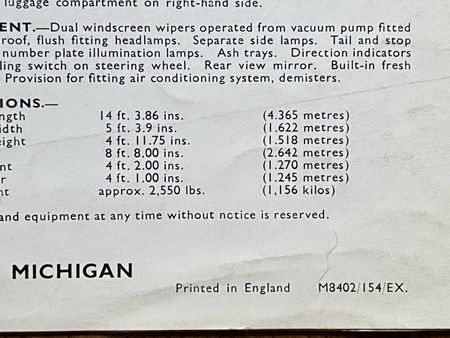 luggage compartment on right-hand side.
ENT.—Dual windscreen wipers operated from vacuum pump fitted
roof, flush fitting headlamps. Separate side lamps. Tail and stop
number plate illumination lamps. Ash trays. Direction indicators
ling switch on steering wheel. Rear view mirror. Built-in fresh
Provision for fitting air conditioning system, demisters.
IONS.—
ngth 14 ft. 3.86 ins. (4.365 metres)
idth 5 ft. 3.9 ins. (1.622 metres)
eight 4 ft. 11.75 ins. (1.518 metres)
8 ft. 8.00 ins. (2.642 metres)
nt 4 ft. 2.00 ins. (1.270 metres)
r 4 ft. 1.00 ins. (1.245 metres)
ht approx. 2,550 lbs. (1,156 kilos)
and equipment at any time without notice is reserved.
MICHIGAN
Printed in England M8402/154/EX.